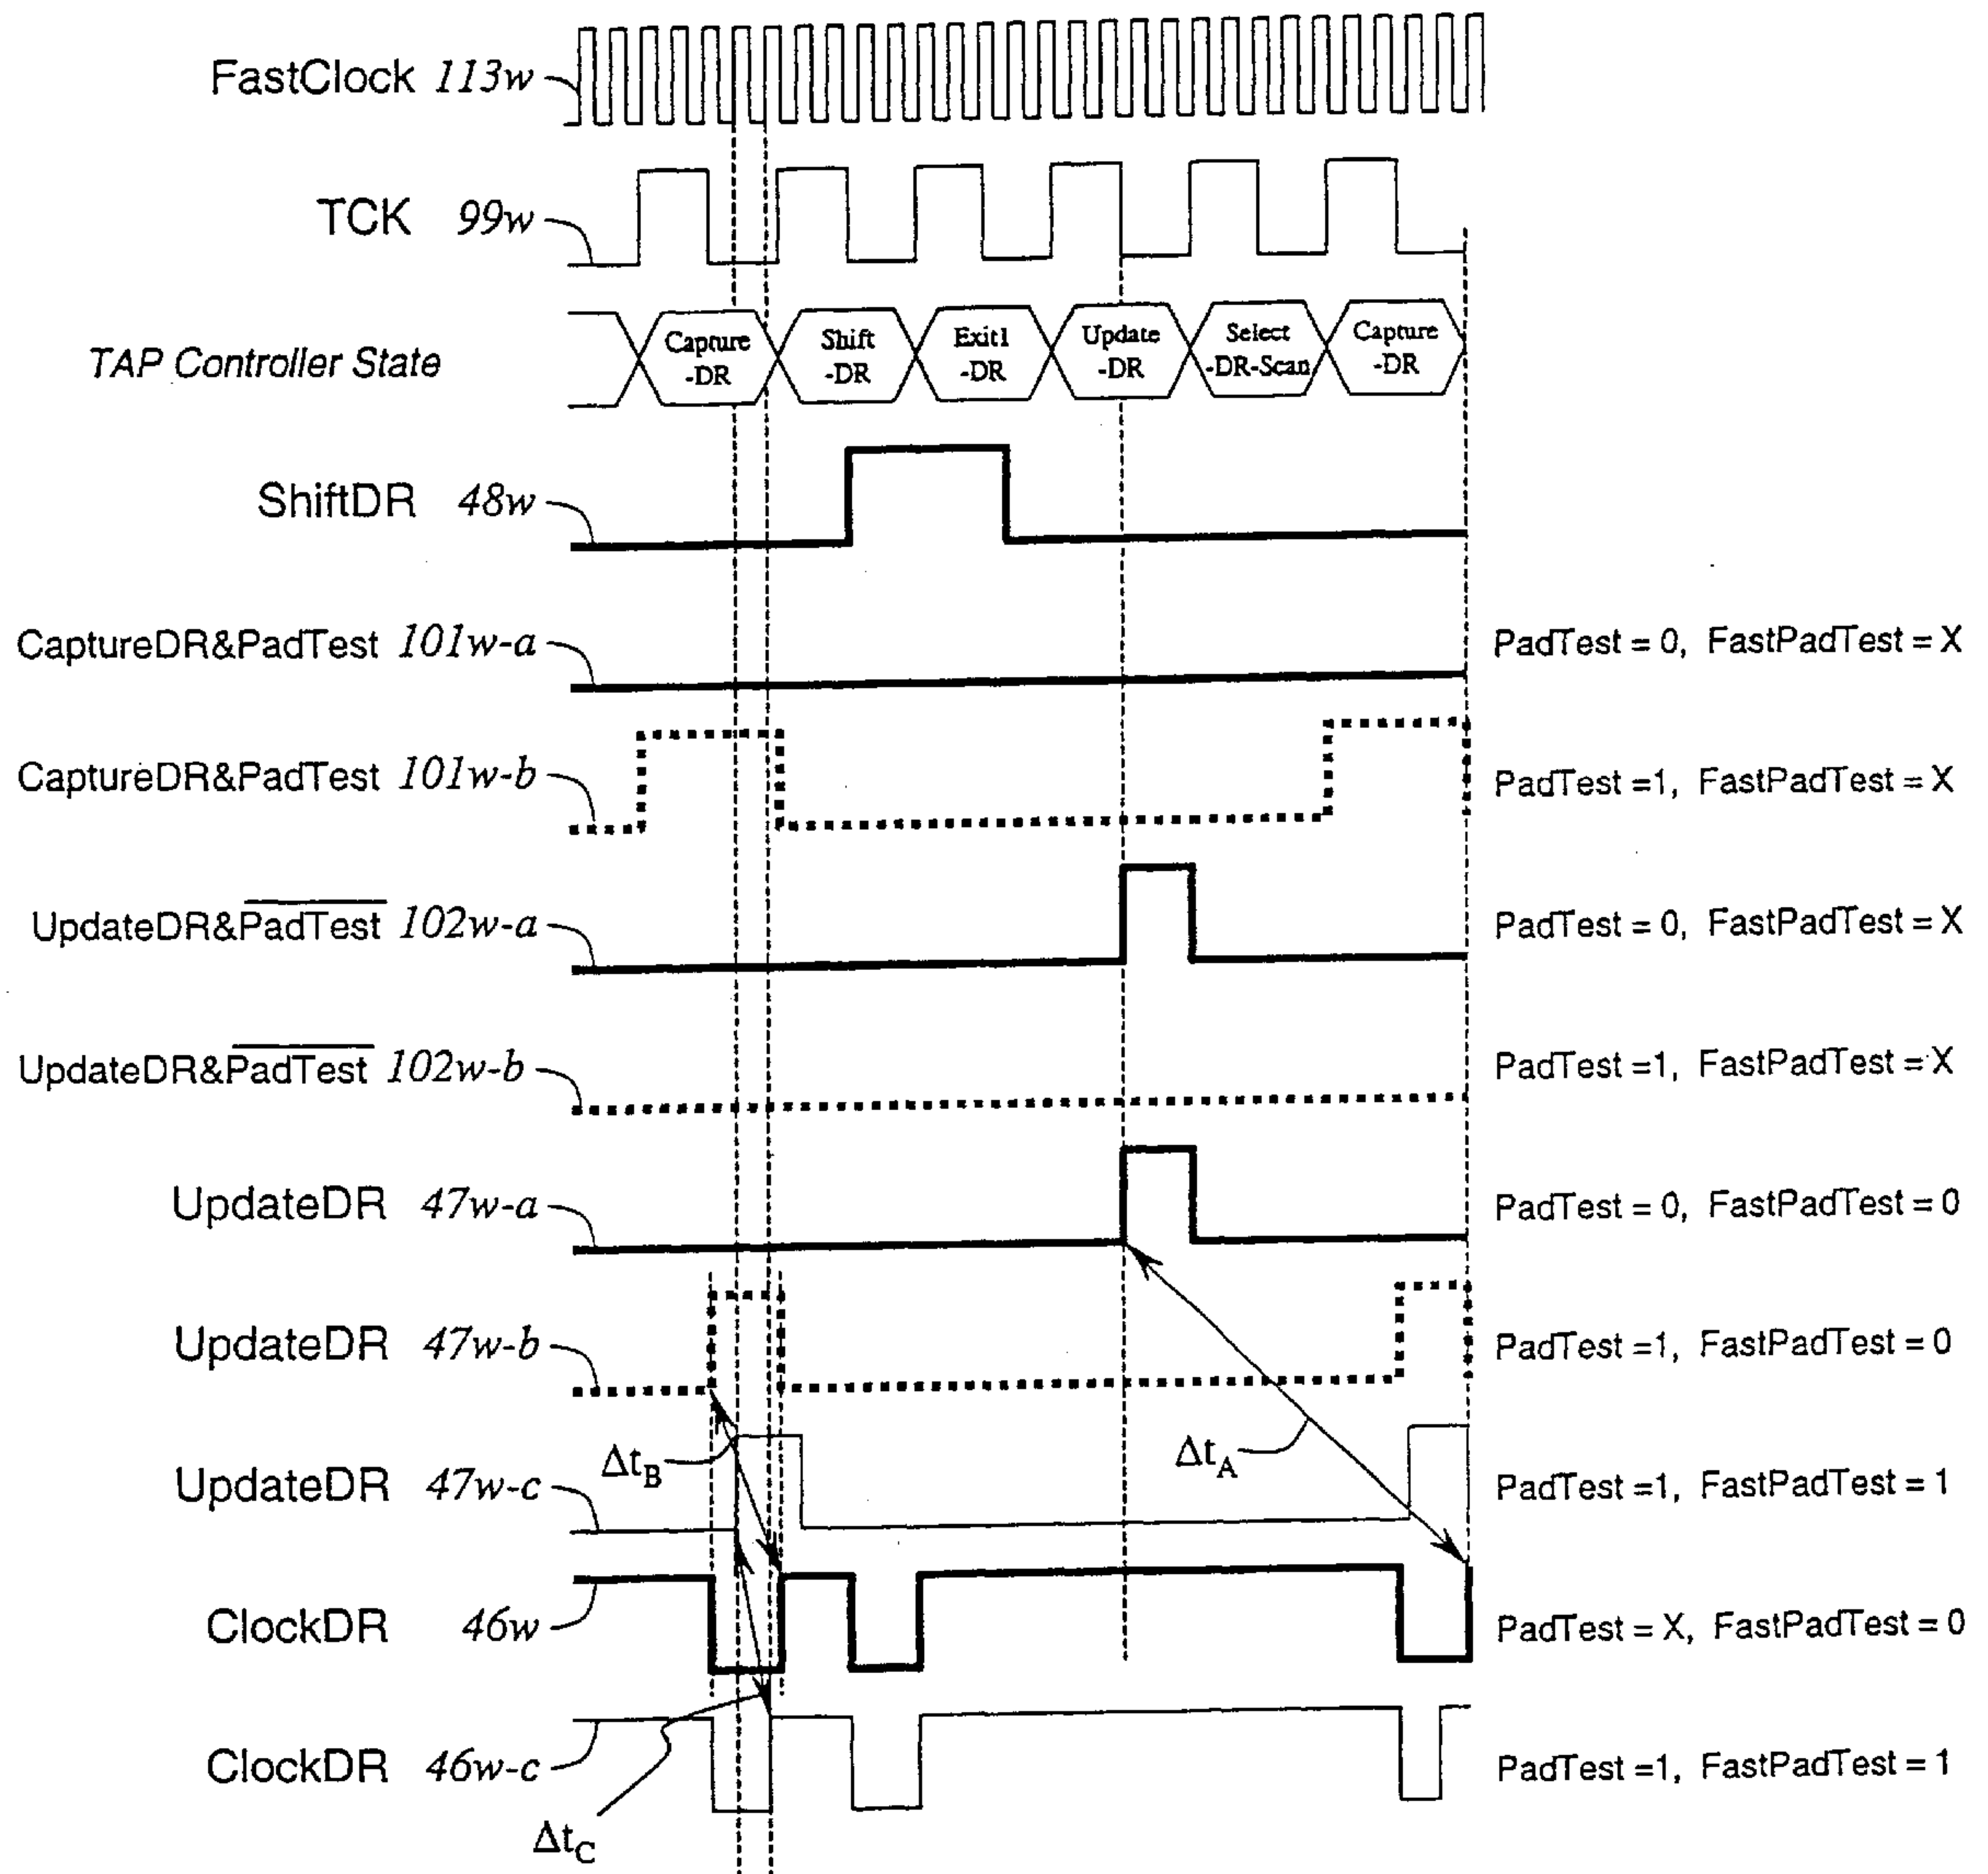 FastClock 113w
TCK 99w
TAP Controller State
Capture
-DR
Shift
-DR
Exit1
-DR
Update
-DR
Select
-DR-Scan
Capture
-DR
ShiftDR 48w
CaptureDR&PadTest 101w-a
PadTest = 0, FastPadTest = X
CaptureDR&PadTest 101w-b
PadTest =1, FastPadTest = X
UpdateDR&P̅a̅d̅T̅e̅s̅t̅ 102w-a
PadTest = 0, FastPadTest = X
UpdateDR&P̅a̅d̅T̅e̅s̅t̅ 102w-b
PadTest =1, FastPadTest = X
UpdateDR 47w-a
PadTest = 0, FastPadTest = 0
UpdateDR 47w-b
PadTest =1, FastPadTest = 0
ΔtB
ΔtA
UpdateDR 47w-c
PadTest =1, FastPadTest = 1
ClockDR 46w
PadTest = X, FastPadTest = 0
ClockDR 46w-c
PadTest =1, FastPadTest = 1
ΔtC